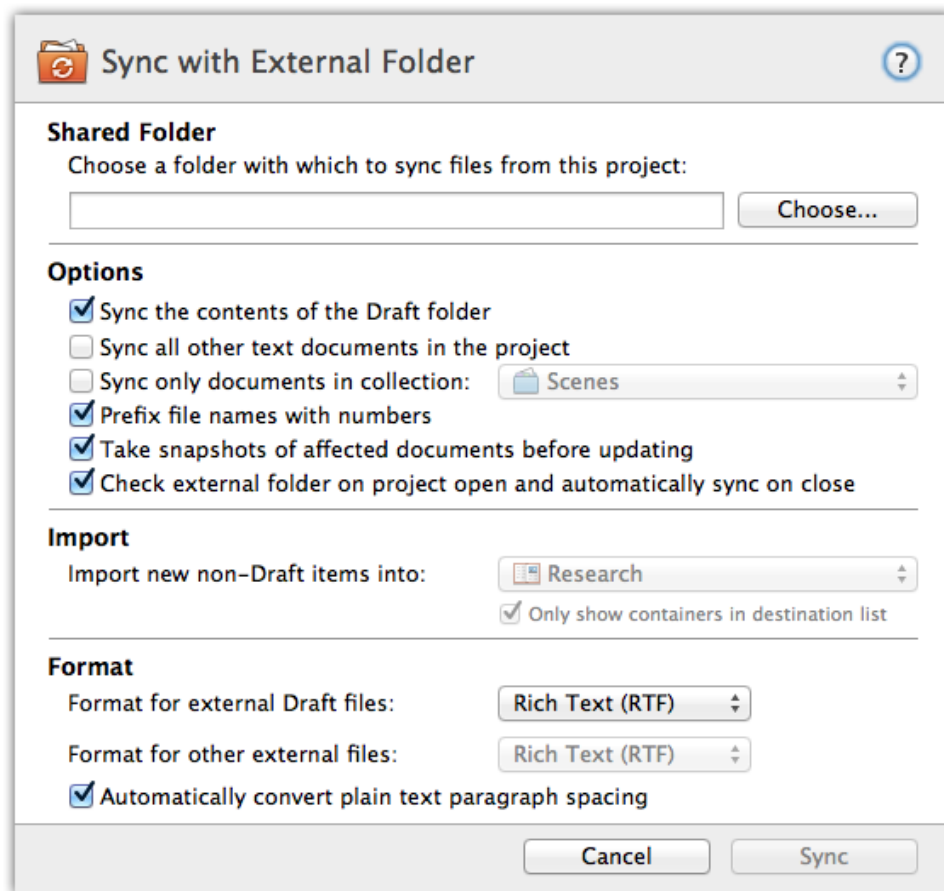 Sync with External Folder
?
Shared Folder
Choose a folder with which to sync files from this project:
Choose...
Options
Sync the contents of the Draft folder
Sync all other text documents in the project
Sync only documents in collection: Scenes
Prefix file names with numbers
Take snapshots of affected documents before updating
Check external folder on project open and automatically sync on close
Import
Import new non-Draft items into: Research
Only show containers in destination list
Format
Format for external Draft files: Rich Text (RTF)
Format for other external files: Rich Text (RTF)
Automatically convert plain text paragraph spacing
Cancel Sync